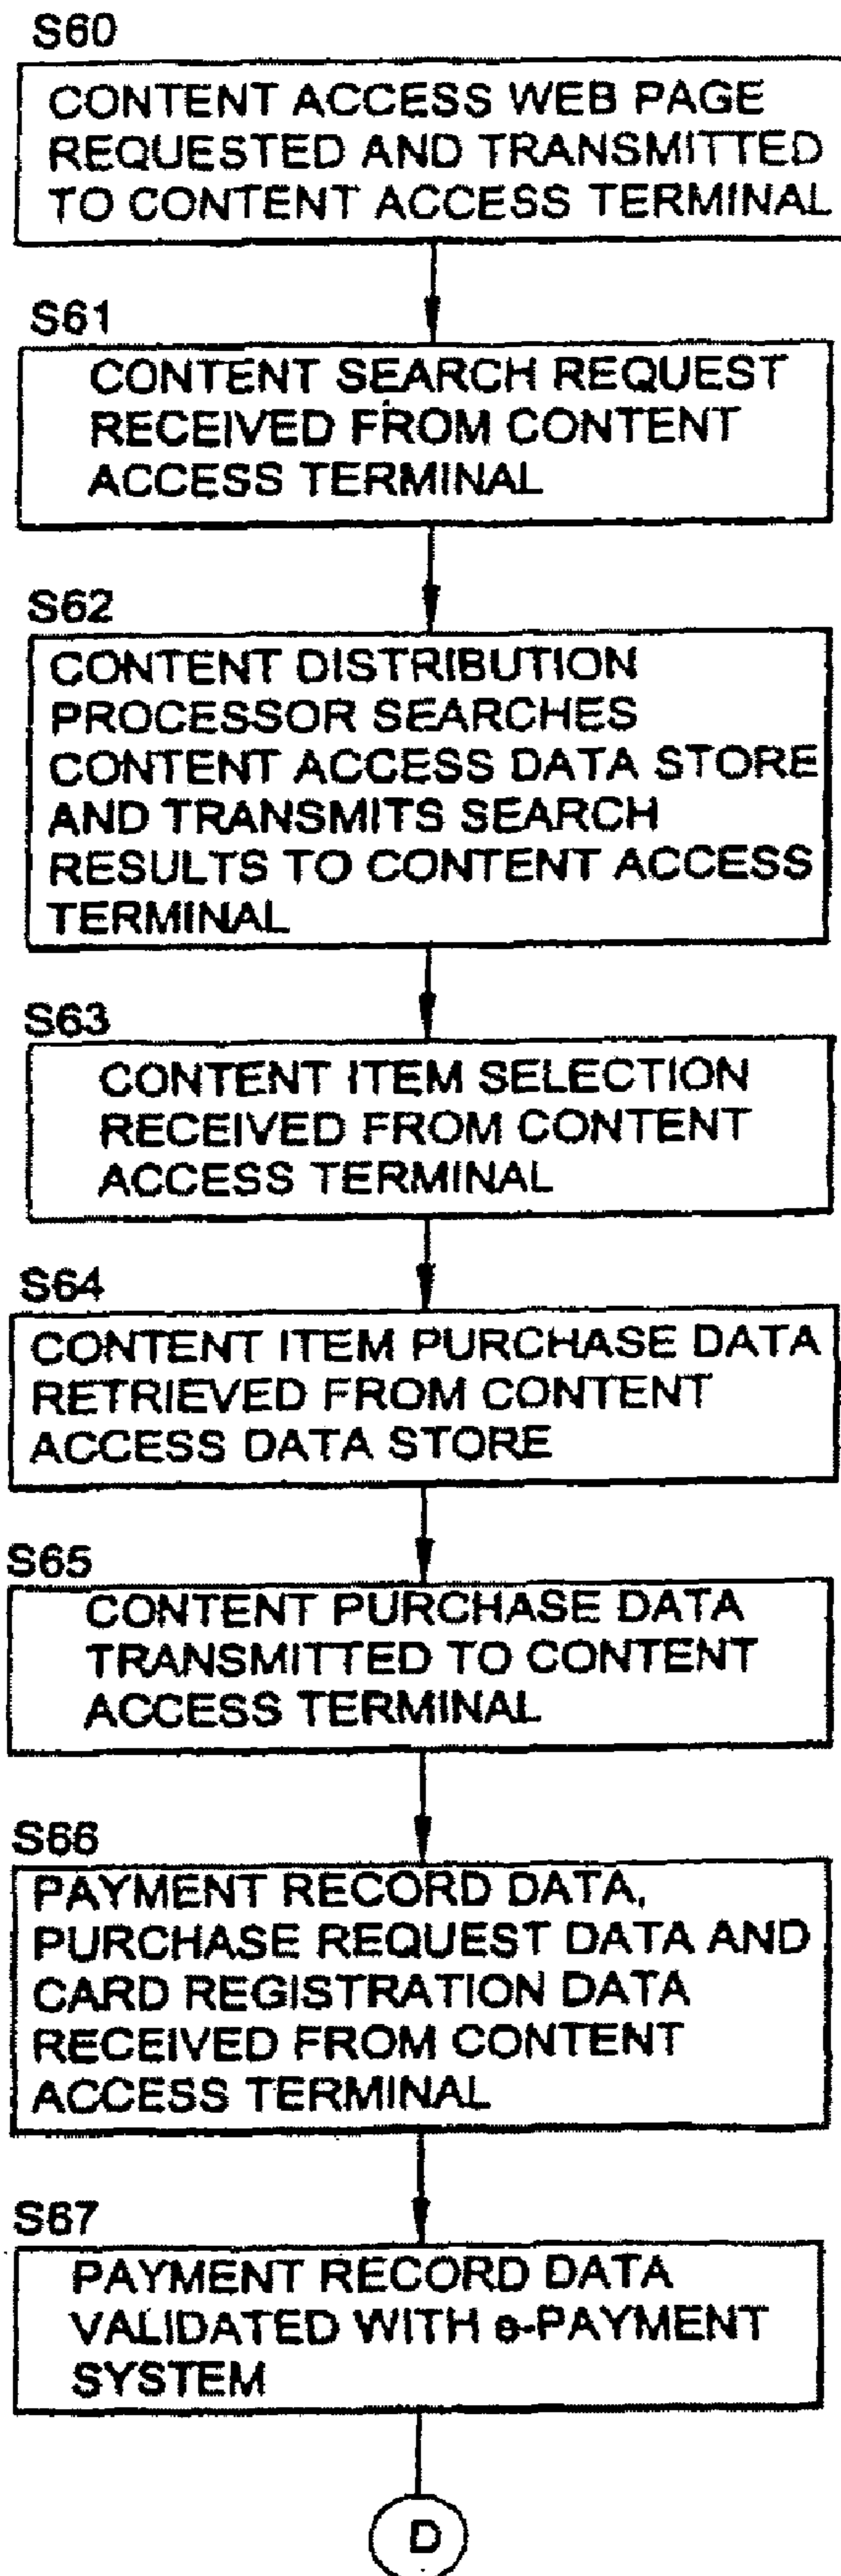 S60
CONTENT ACCESS WEB PAGE
REQUESTED AND TRANSMITTED
TO CONTENT ACCESS TERMINAL
S61
CONTENT SEARCH REQUEST
RECEIVED FROM CONTENT
ACCESS TERMINAL
S62
CONTENT DISTRIBUTION
PROCESSOR SEARCHES
CONTENT ACCESS DATA STORE
AND TRANSMITS SEARCH
RESULTS TO CONTENT ACCESS
TERMINAL
S63
CONTENT ITEM SELECTION
RECEIVED FROM CONTENT
ACCESS TERMINAL
S64
CONTENT ITEM PURCHASE DATA
RETRIEVED FROM CONTENT
ACCESS DATA STORE
S65
CONTENT PURCHASE DATA
TRANSMITTED TO CONTENT
ACCESS TERMINAL
S66
PAYMENT RECORD DATA,
PURCHASE REQUEST DATA AND
CARD REGISTRATION DATA
RECEIVED FROM CONTENT
ACCESS TERMINAL
S67
PAYMENT RECORD DATA
VALIDATED WITH e-PAYMENT
SYSTEM
D